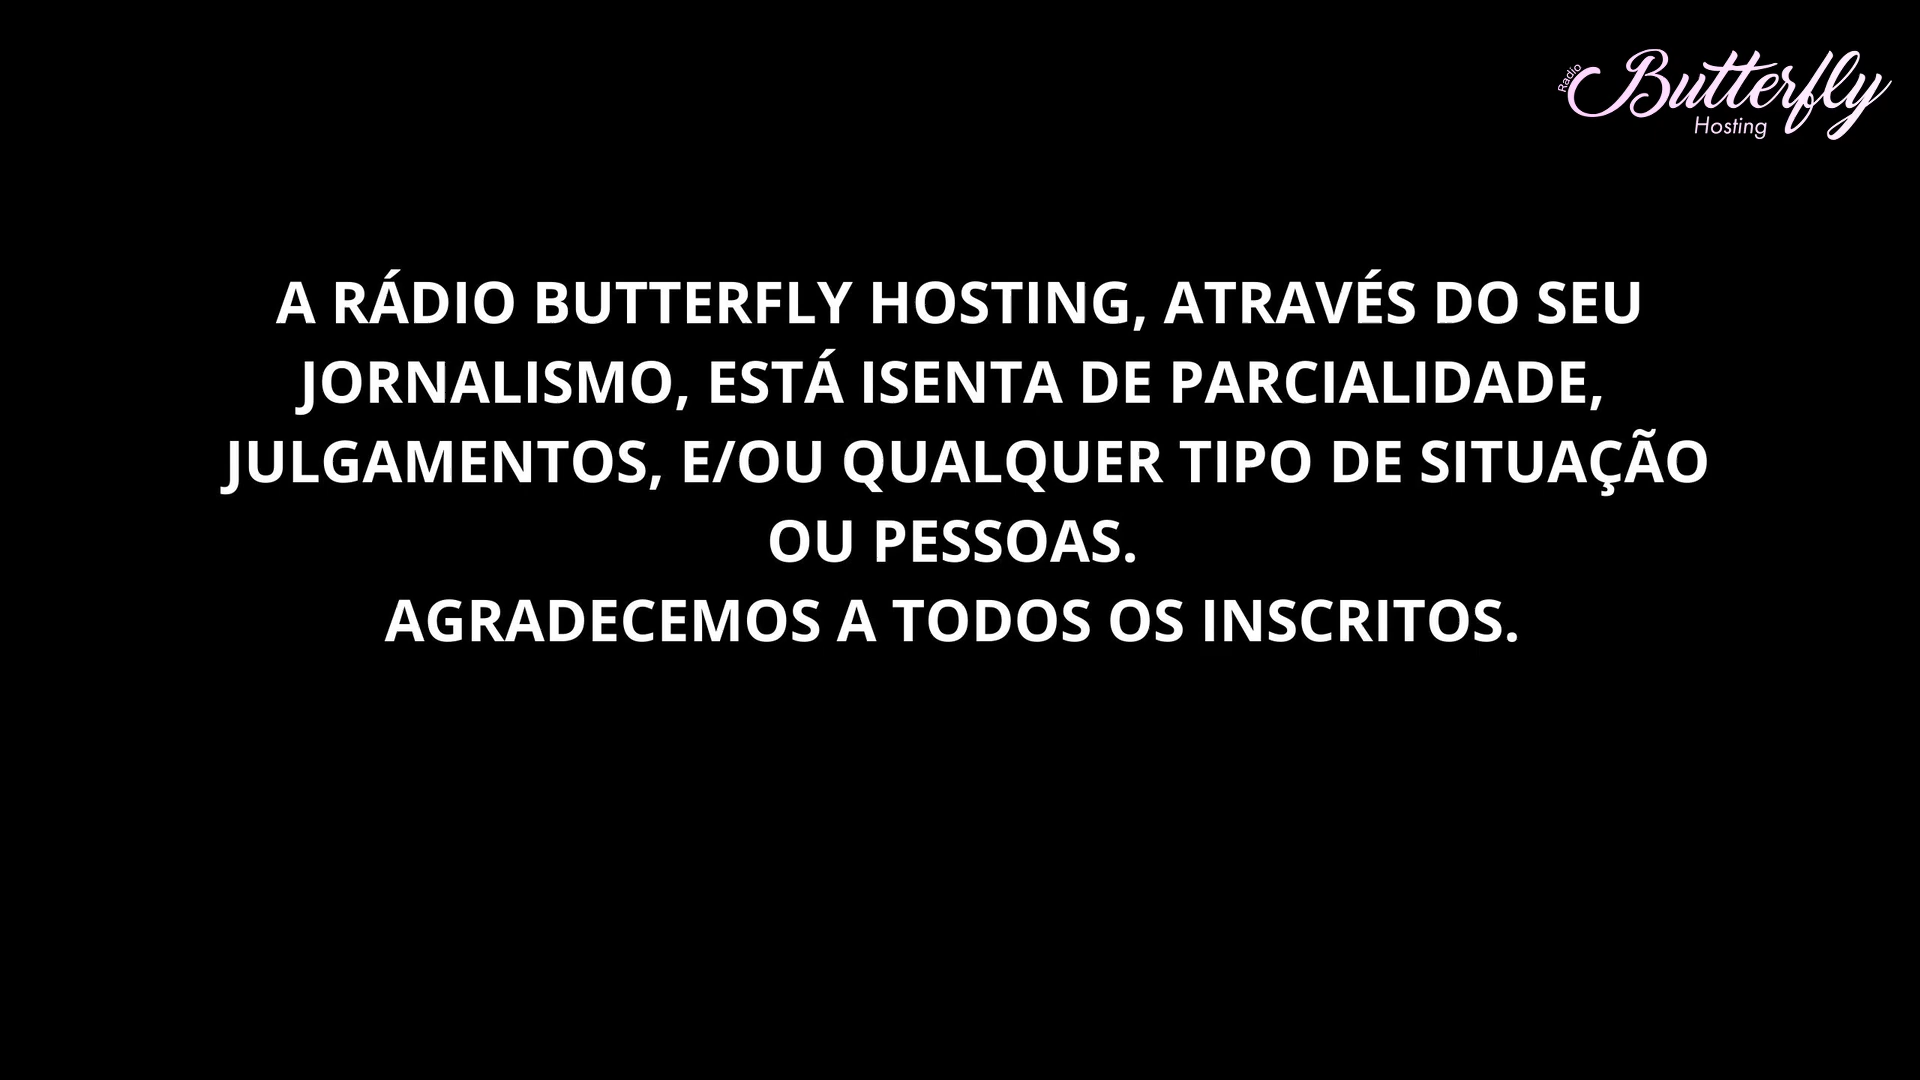 Radio
Butterfly
Hosting
A RÁDIO BUTTERFLY HOSTING, ATRAVÉS DO SEU
JORNALISMO, ESTÁ ISENTA DE PARCIALIDADE,
JULGAMENTOS, E/OU QUALQUER TIPO DE SITUAÇÃO
OU PESSOAS.
AGRADECEMOS A TODOS OS INSCRITOS.